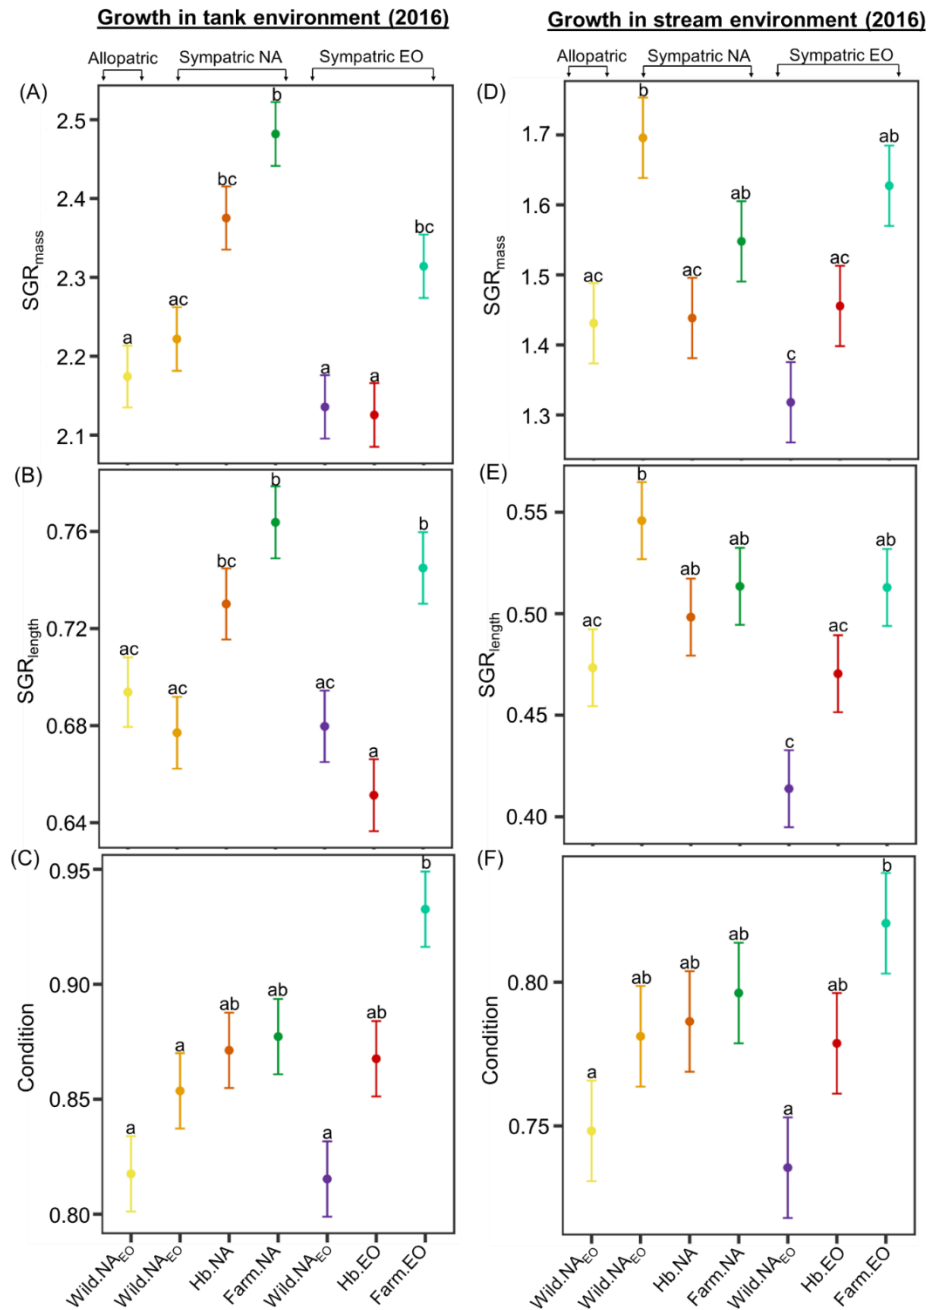 Growth in tank environment (2016)
Growth in stream environment (2016)
Allopatric
Sympatric NA
Sympatric EO
Allopatric
Sympatric NA
Sympatric EO
(A)
SGRmass
2.5
2.4
2.3
2.2
2.1
a
ac
bc
b
a
a
bc
(D)
SGRmass
1.7
1.6
1.5
1.4
1.3
ac
b
ac
ab
c
ac
ab
(B)
SGRlength
0.76
0.72
0.68
0.64
ac
ac
bc
b
ac
a
b
(E)
SGRlength
0.55
0.50
0.45
0.40
ac
b
ab
ab
c
ac
ab
(C)
Condition
0.95
0.90
0.85
0.80
a
a
ab
ab
a
ab
b
(F)
Condition
0.80
0.75
a
ab
ab
ab
a
ab
b
Wild.NAEO
Wild.NAEO
Hb.NA
Farm.NA
Wild.NAEO
Hb.EO
Farm.EO
Wild.NAEO
Wild.NAEO
Hb.NA
Farm.NA
Wild.NAEO
Hb.EO
Farm.EO